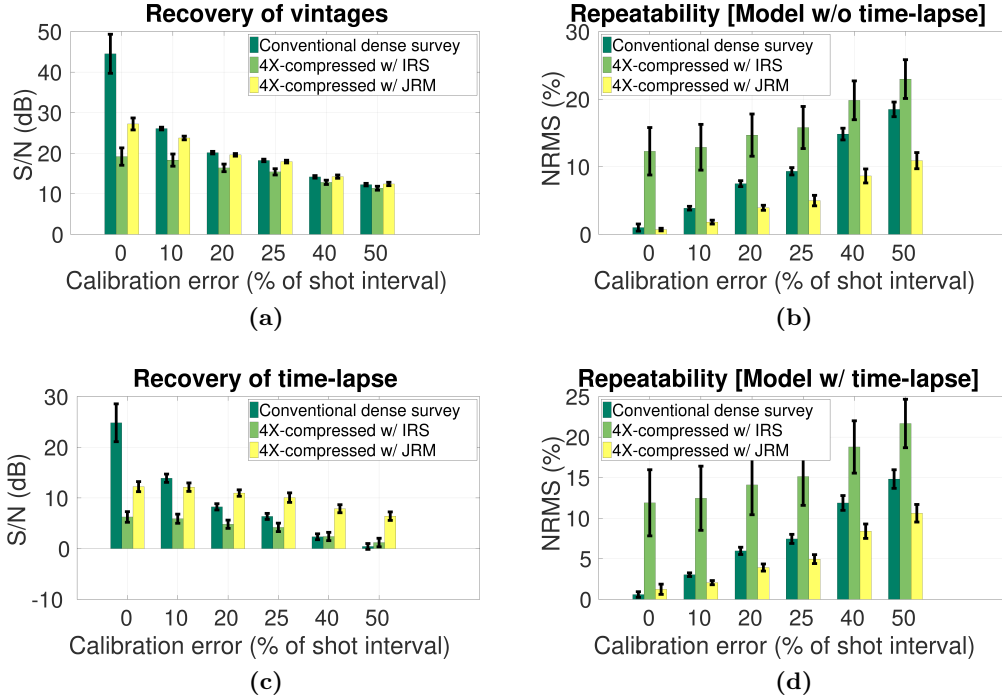 Recovery of vintages
50
40
30
20
10
0
S/N (dB)
Conventional dense survey
4X-compressed w/ IRS
4X-compressed w/ JRM
0 10 20 25 40 50
Calibration error (% of shot interval)
(a)
Repeatability [Model w/o time-lapse]
30
20
10
0
NRMS (%)
Conventional dense survey
4X-compressed w/ IRS
4X-compressed w/ JRM
0 10 20 25 40 50
Calibration error (% of shot interval)
(b)
Recovery of time-lapse
30
20
10
0
-10
S/N (dB)
Conventional dense survey
4X-compressed w/ IRS
4X-compressed w/ JRM
0 10 20 25 40 50
Calibration error (% of shot interval)
(c)
Repeatability [Model w/ time-lapse]
25
20
15
10
5
0
NRMS (%)
Conventional dense survey
4X-compressed w/ IRS
4X-compressed w/ JRM
0 10 20 25 40 50
Calibration error (% of shot interval)
(d)